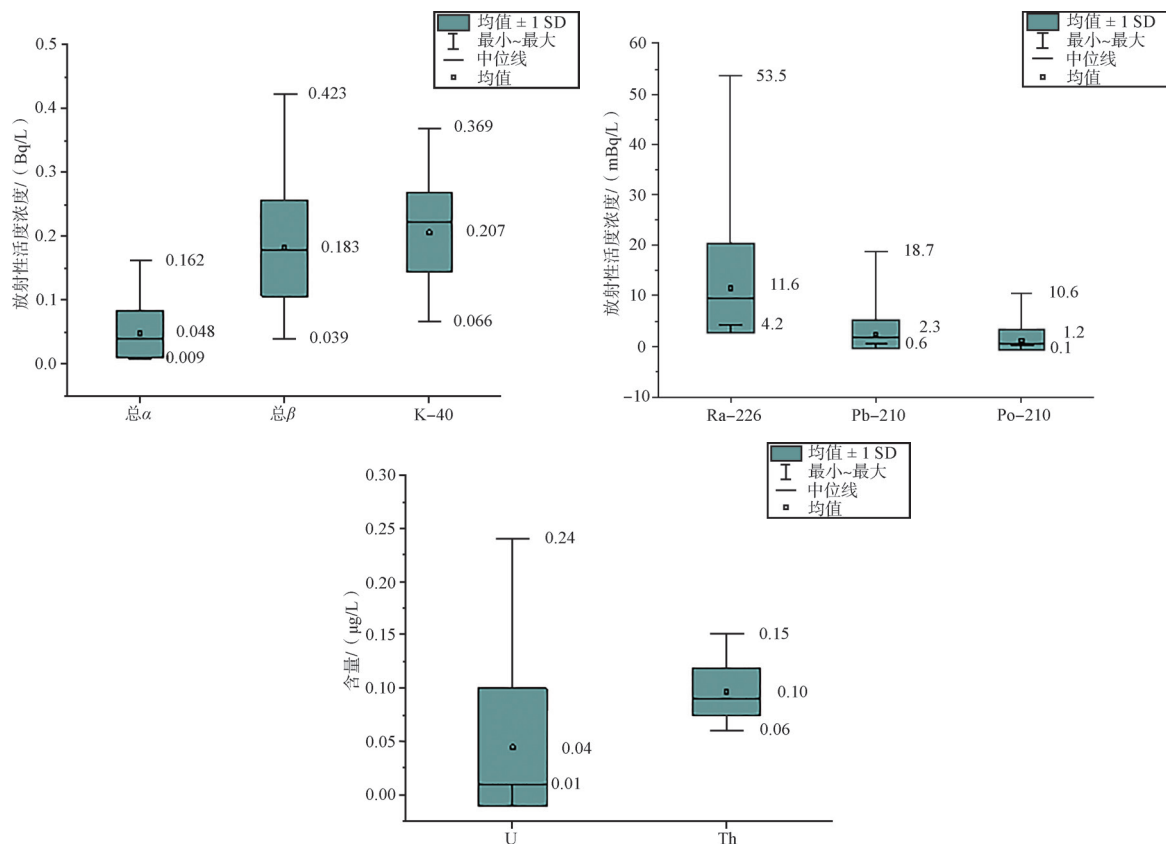 均值 ± 1 SD
最小~最大
中位线
均值
放射性活度浓度/(Bq/L)
0.5
0.4
0.3
0.2
0.1
0.0
0.162
0.048
0.009
0.423
0.183
0.039
0.369
0.207
0.066
总α
总β
K-40
均值 ± 1 SD
最小~最大
中位线
均值
放射性活度浓度/(mBq/L)
60
50
40
30
20
10
0
-10
53.5
11.6
4.2
18.7
2.3
0.6
10.6
1.2
0.1
Ra-226
Pb-210
Po-210
均值 ± 1 SD
最小~最大
中位线
均值
含量/(μg/L)
0.30
0.25
0.20
0.15
0.10
0.05
0.00
0.24
0.04
0.01
0.15
0.10
0.06
U
Th